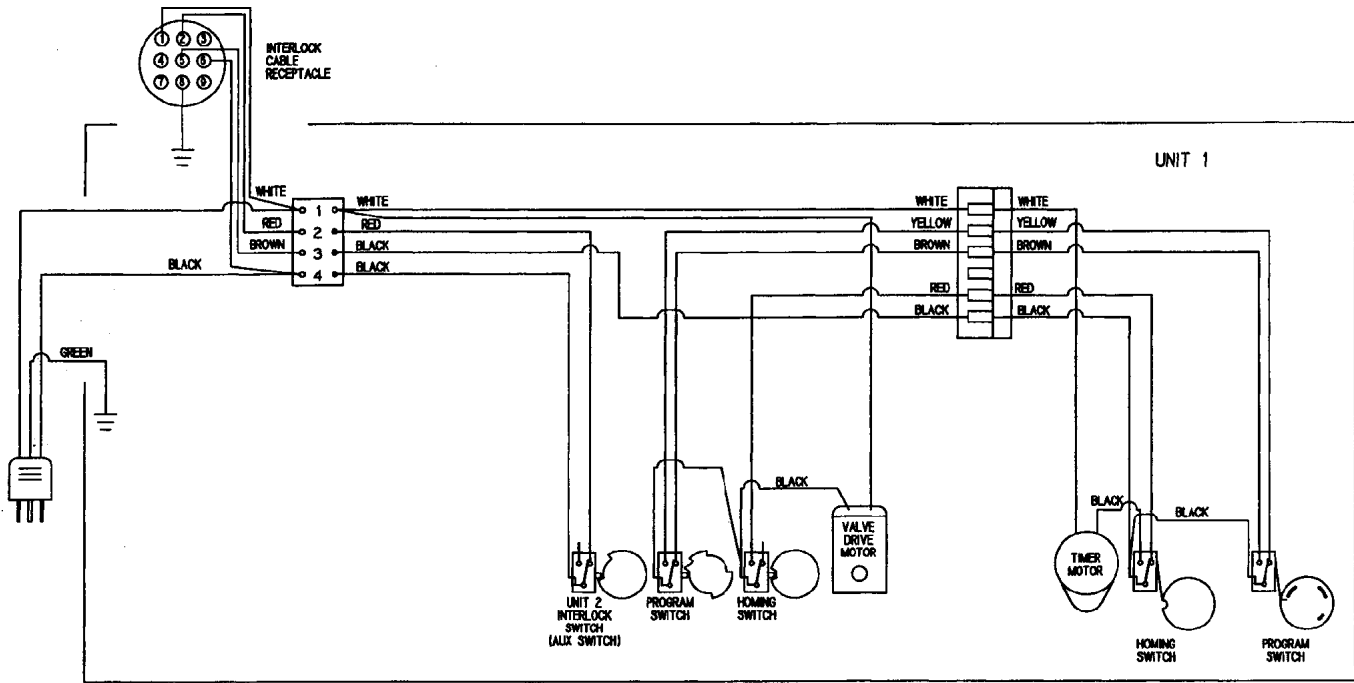 1 2 3
4 5 6
7 8 9
INTERLOCK
CABLE
RECEPTACLE
UNIT 1
WHITE
RED
BROWN
BLACK
1
2
3
4
WHITE
RED
BLACK
BLACK
WHITE
YELLOW
BROWN
RED
BLACK
WHITE
YELLOW
BROWN
RED
BLACK
GREEN
BLACK
VALVE
DRIVE
MOTOR
BLACK
BLACK
TIMER
MOTOR
UNIT 2
INTERLOCK
SWITCH
(AUX SWITCH)
PROGRAM
SWITCH
HOMING
SWITCH
HOMING
SWITCH
PROGRAM
SWITCH